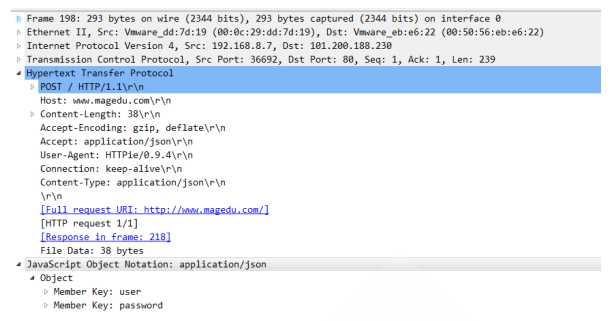 Frame 198: 293 bytes on wire (2344 bits), 293 bytes captured (2344 bits) on interface 0
Ethernet II, Src: Vmware_dd:7d:19 (00:0c:29:dd:7d:19), Dst: Vmware_eb:e6:22 (00:50:56:eb:e6:22)
Internet Protocol Version 4, Src: 192.168.8.7, Dst: 101.200.188.230
Transmission Control Protocol, Src Port: 36692, Dst Port: 80, Seq: 1, Ack: 1, Len: 239
Hypertext Transfer Protocol
POST / HTTP/1.1\r\n
Host: www.magedu.com\r\n
Content-Length: 38\r\n
Accept-Encoding: gzip, deflate\r\n
Accept: application/json\r\n
User-Agent: HTTPie/0.9.4\r\n
Connection: keep-alive\r\n
Content-Type: application/json\r\n
\r\n
[Full request URI: http://www.magedu.com/]
[HTTP request 1/1]
[Response in frame: 218]
File Data: 38 bytes
JavaScript Object Notation: application/json
Object
Member Key: user
Member Key: password